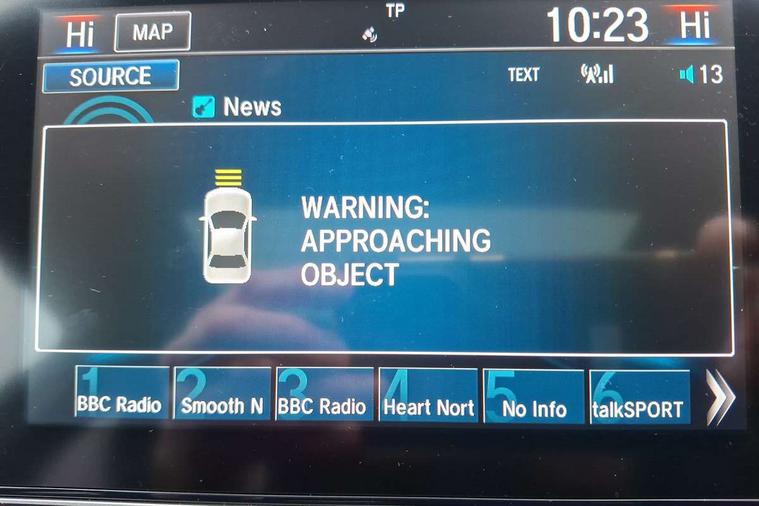 Hi MAP TP 10:23 Hi
SOURCE TEXT 13
News
WARNING:
APPROACHING
OBJECT
1 2 3 4 5 6
BBC Radio Smooth N BBC Radio Heart Nort No Info talkSPORT